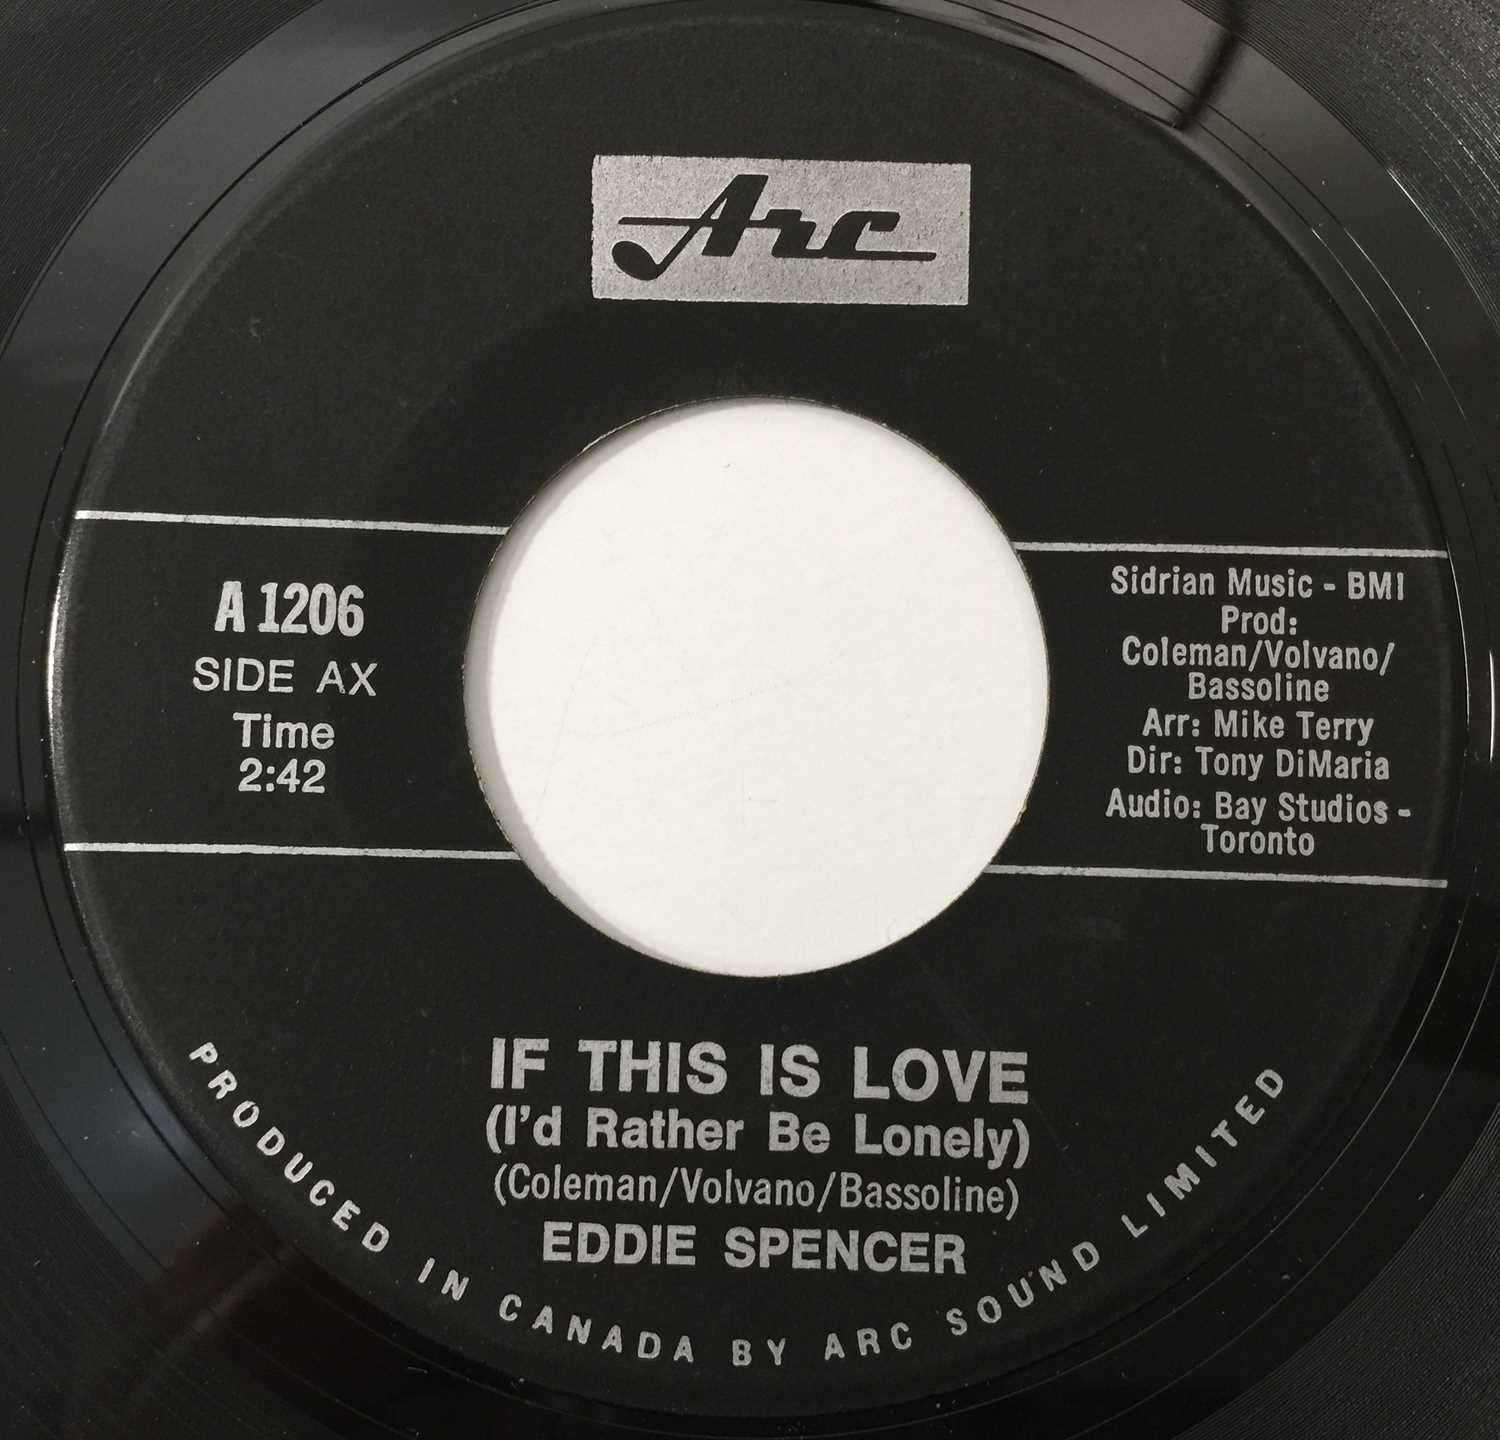 Arc
A 1206
SIDE AX
Time
2:42
Sidrian Music - BMI
Prod:
Coleman/Volvano/
Bassoline
Arr: Mike Terry
Dir: Tony DiMaria
Audio: Bay Studios -
Toronto
IF THIS IS LOVE
(I'd Rather Be Lonely)
(Coleman/Volvano/Bassoline)
EDDIE SPENCER
PRODUCED IN CANADA BY ARC SOUND LIMITED